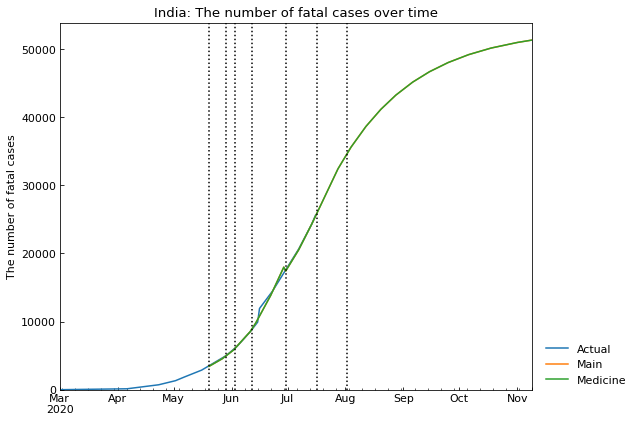 India: The number of fatal cases over time
The number of fatal cases
50000
40000
30000
20000
10000
0
Mar Apr May Jun Jul Aug Sep Oct Nov
2020
Actual
Main
Medicine